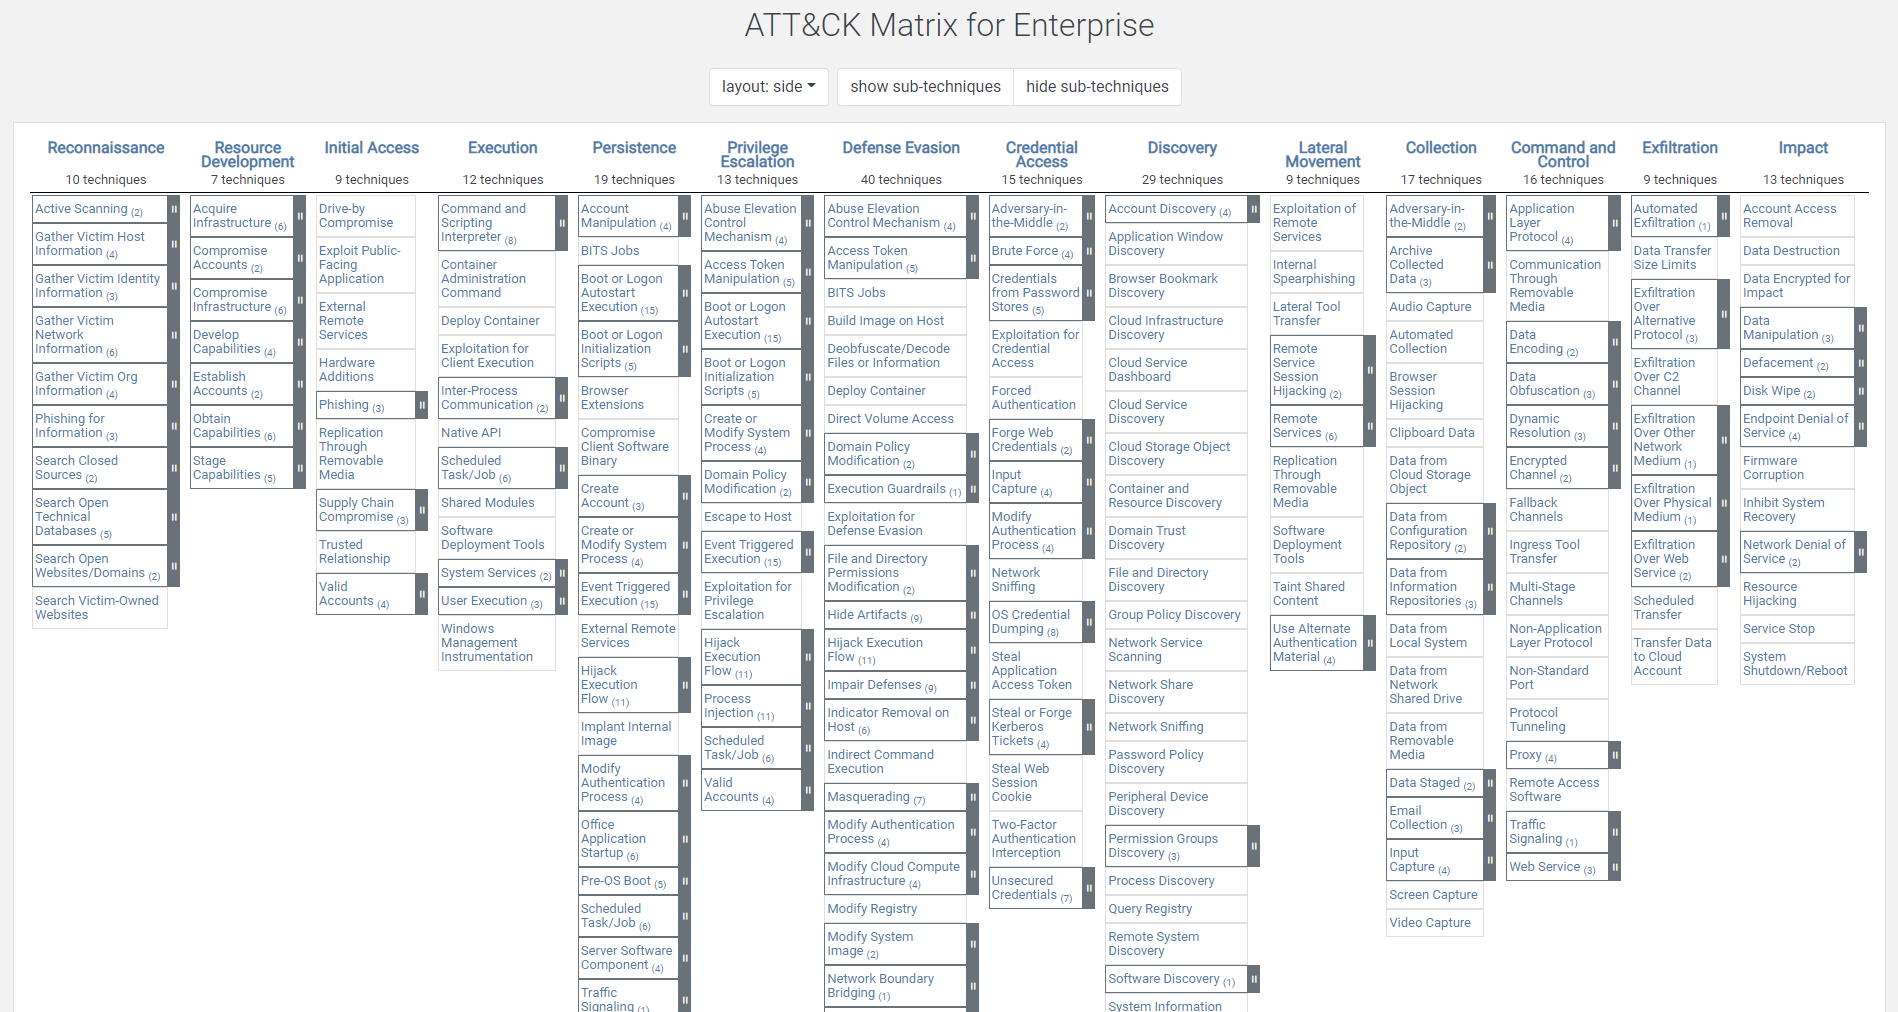 ATT&CK Matrix for Enterprise
layout: side
show sub-techniques
hide sub-techniques
Reconnaissance
10 techniques
Active Scanning (2)
Gather Victim Host
Information (4)
Gather Victim Identity
Information (3)
Gather Victim
Network
Information (6)
Gather Victim Org
Information (4)
Phishing for
Information (3)
Search Closed
Sources (2)
Search Open
Technical
Databases (5)
Search Open
Websites/Domains (2)
Search Victim-Owned
Websites
Resource
Development
7 techniques
Acquire
Infrastructure (6)
Compromise
Accounts (2)
Compromise
Infrastructure (6)
Develop
Capabilities (4)
Establish
Accounts (2)
Obtain
Capabilities (6)
Stage
Capabilities (5)
Initial Access
9 techniques
Drive-by
Compromise
Exploit Public-
Facing
Application
External
Remote
Services
Hardware
Additions
Phishing (3)
Replication
Through
Removable
Media
Supply Chain
Compromise (3)
Trusted
Relationship
Valid
Accounts (4)
Execution
12 techniques
Command and
Scripting
Interpreter (8)
Container
Administration
Command
Deploy Container
Exploitation for
Client Execution
Inter-Process
Communication (2)
Native API
Scheduled
Task/Job (6)
Shared Modules
Software
Deployment Tools
System Services (2)
User Execution (3)
Windows
Management
Instrumentation
Persistence
19 techniques
Account
Manipulation (4)
BITS Jobs
Boot or Logon
Autostart
Execution (15)
Boot or Logon
Initialization
Scripts (5)
Browser
Extensions
Compromise
Client Software
Binary
Create
Account (3)
Create or
Modify System
Process (4)
Event Triggered
Execution (15)
External Remote
Services
Hijack
Execution
Flow (11)
Implant Internal
Image
Modify
Authentication
Process (4)
Office
Application
Startup (6)
Pre-OS Boot (5)
Scheduled
Task/Job (6)
Server Software
Component (4)
Traffic
Signaling (1)
Privilege
Escalation
13 techniques
Abuse Elevation
Control
Mechanism (4)
Access Token
Manipulation (5)
Boot or Logon
Autostart
Execution (15)
Boot or Logon
Initialization
Scripts (5)
Create or
Modify System
Process (4)
Domain Policy
Modification (2)
Escape to Host
Event Triggered
Execution (15)
Exploitation for
Privilege
Escalation
Hijack
Execution
Flow (11)
Process
Injection (11)
Scheduled
Task/Job (6)
Valid
Accounts (4)
Defense Evasion
40 techniques
Abuse Elevation
Control Mechanism (4)
Access Token
Manipulation (5)
BITS Jobs
Build Image on Host
Deobfuscate/Decode
Files or Information
Deploy Container
Direct Volume Access
Domain Policy
Modification (2)
Execution Guardrails (1)
Exploitation for
Defense Evasion
File and Directory
Permissions
Modification (2)
Hide Artifacts (9)
Hijack Execution
Flow (11)
Impair Defenses (9)
Indicator Removal on
Host (6)
Indirect Command
Execution
Masquerading (7)
Modify Authentication
Process (4)
Modify Cloud Compute
Infrastructure (4)
Modify Registry
Modify System
Image (2)
Network Boundary
Bridging (1)
Credential
Access
15 techniques
Adversary-in-
the-Middle (2)
Brute Force (4)
Credentials
from Password
Stores (5)
Exploitation for
Credential
Access
Forced
Authentication
Forge Web
Credentials (2)
Input
Capture (4)
Modify
Authentication
Process (4)
Network
Sniffing
OS Credential
Dumping (8)
Steal
Application
Access Token
Steal or Forge
Kerberos
Tickets (4)
Steal Web
Session
Cookie
Two-Factor
Authentication
Interception
Unsecured
Credentials (7)
Discovery
29 techniques
Account Discovery (4)
Application Window
Discovery
Browser Bookmark
Discovery
Cloud Infrastructure
Discovery
Cloud Service
Dashboard
Cloud Service
Discovery
Cloud Storage Object
Discovery
Container and
Resource Discovery
Domain Trust
Discovery
File and Directory
Discovery
Group Policy Discovery
Network Service
Scanning
Network Share
Discovery
Network Sniffing
Password Policy
Discovery
Peripheral Device
Discovery
Permission Groups
Discovery (3)
Process Discovery
Query Registry
Remote System
Discovery
Software Discovery (1)
System Information
Lateral
Movement
9 techniques
Exploitation of
Remote
Services
Internal
Spearphishing
Lateral Tool
Transfer
Remote
Service
Session
Hijacking (2)
Remote
Services (6)
Replication
Through
Removable
Media
Software
Deployment
Tools
Taint Shared
Content
Use Alternate
Authentication
Material (4)
Collection
17 techniques
Adversary-in-
the-Middle (2)
Archive
Collected
Data (3)
Audio Capture
Automated
Collection
Browser
Session
Hijacking
Clipboard Data
Data from
Cloud Storage
Object
Data from
Configuration
Repository (2)
Data from
Information
Repositories (3)
Data from
Local System
Data from
Network
Shared Drive
Data from
Removable
Media
Data Staged (2)
Email
Collection (3)
Input
Capture (4)
Screen Capture
Video Capture
Command and
Control
16 techniques
Application
Layer
Protocol (4)
Communication
Through
Removable
Media
Data
Encoding (2)
Data
Obfuscation (3)
Dynamic
Resolution (3)
Encrypted
Channel (2)
Fallback
Channels
Ingress Tool
Transfer
Multi-Stage
Channels
Non-Application
Layer Protocol
Non-Standard
Port
Protocol
Tunneling
Proxy (4)
Remote Access
Software
Traffic
Signaling (1)
Web Service (3)
Exfiltration
9 techniques
Automated
Exfiltration (1)
Data Transfer
Size Limits
Exfiltration
Over
Alternative
Protocol (3)
Exfiltration
Over C2
Channel
Exfiltration
Over Other
Network
Medium (1)
Exfiltration
Over Physical
Medium (1)
Exfiltration
Over Web
Service (2)
Scheduled
Transfer
Transfer Data
to Cloud
Account
Impact
13 techniques
Account Access
Removal
Data Destruction
Data Encrypted for
Impact
Data
Manipulation (3)
Defacement (2)
Disk Wipe (2)
Endpoint Denial of
Service (4)
Firmware
Corruption
Inhibit System
Recovery
Network Denial of
Service (2)
Resource
Hijacking
Service Stop
System
Shutdown/Reboot